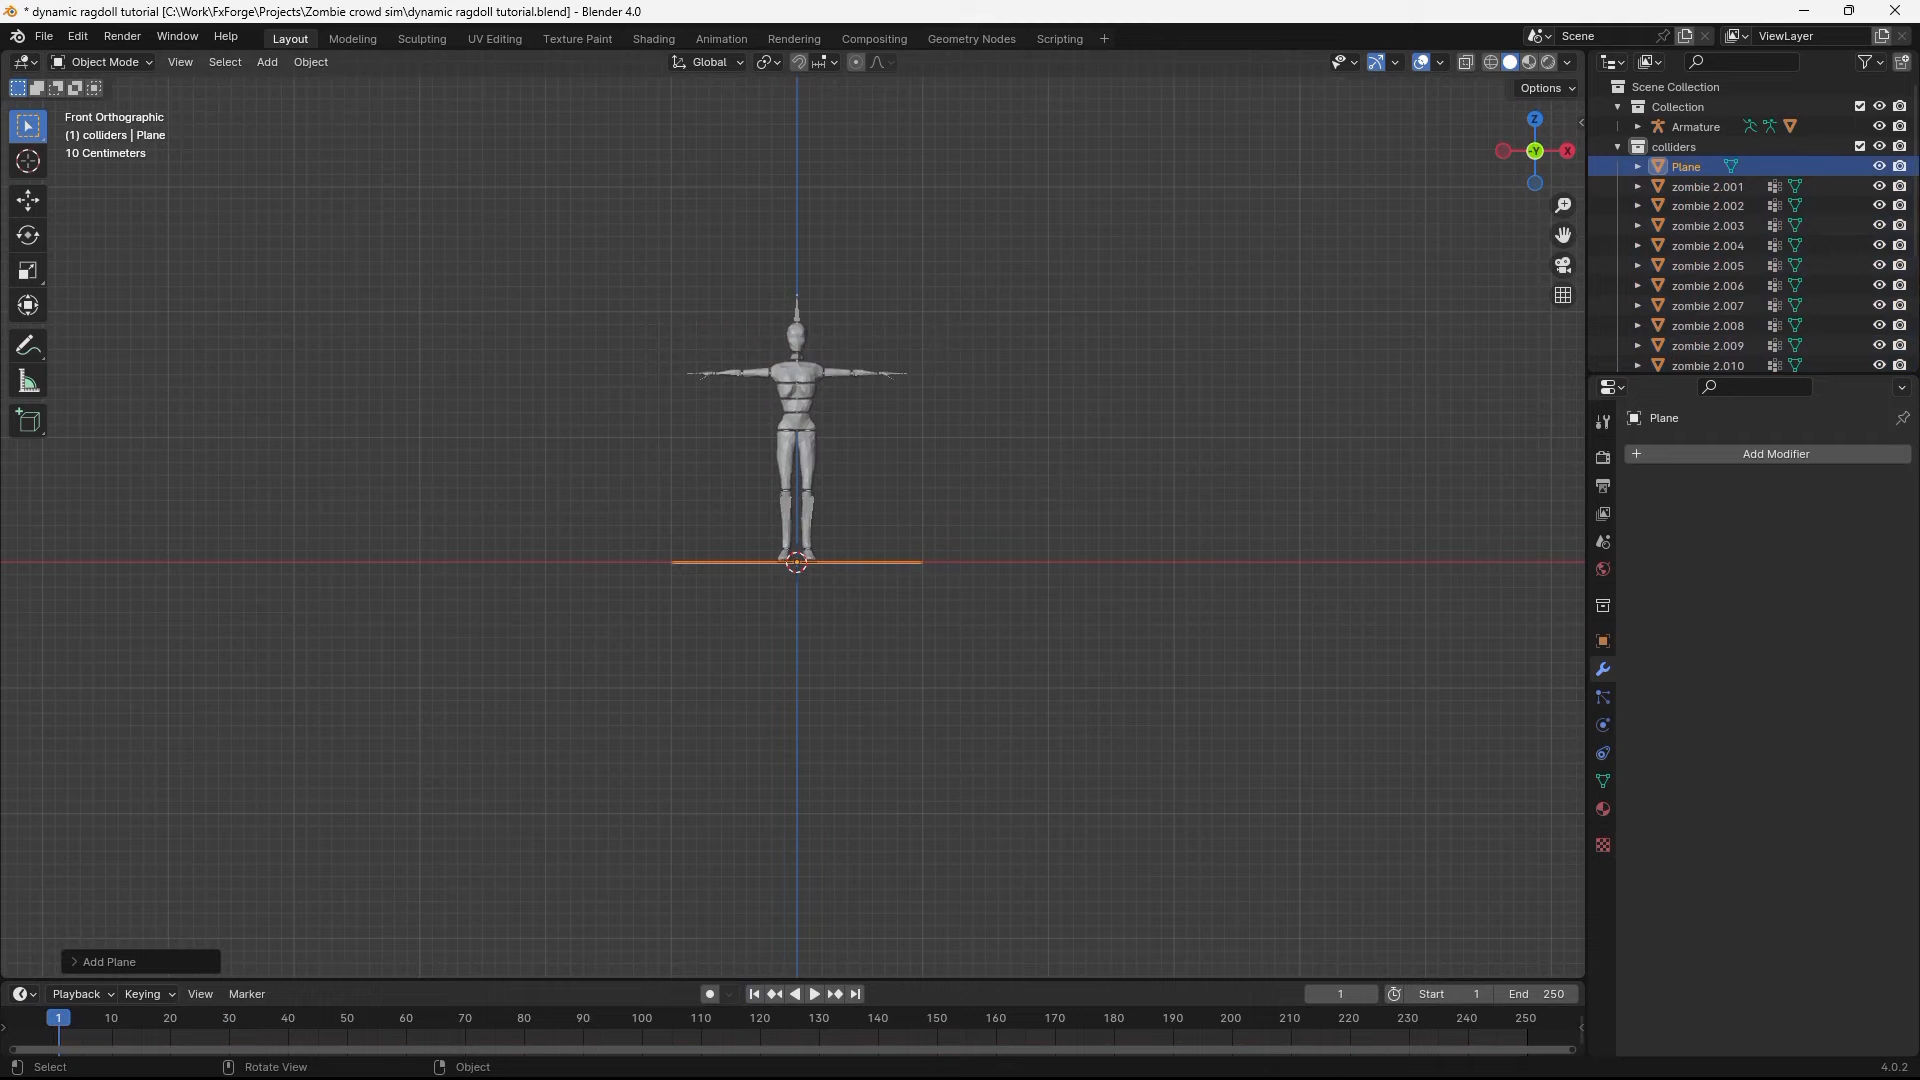 * dynamic ragdoll tutorial [C:\Work\FxForge\Projects\Zombie crowd sim\dynamic ragdoll tutorial.blend] - Blender 4.0
File Edit Render Window Help Layout Modeling Sculpting UV Editing Texture Paint Shading Animation Rendering Compositing Geometry Nodes Scripting + Scene ViewLayer
Object Mode View Select Add Object Global
Options
Front Orthographic
(1) colliders | Plane
10 Centimeters
Z
-Y
X
Scene Collection
Collection
Armature
colliders
Plane
zombie 2.001
zombie 2.002
zombie 2.003
zombie 2.004
zombie 2.005
zombie 2.006
zombie 2.007
zombie 2.008
zombie 2.009
zombie 2.010
Plane
+ Add Modifier
> Add Plane
Playback Keying View Marker 1 Start 1 End 250
1 10 20 30 40 50 60 70 80 90 100 110 120 130 140 150 160 170 180 190 200 210 220 230 240 250
Select Rotate View Object 4.0.2